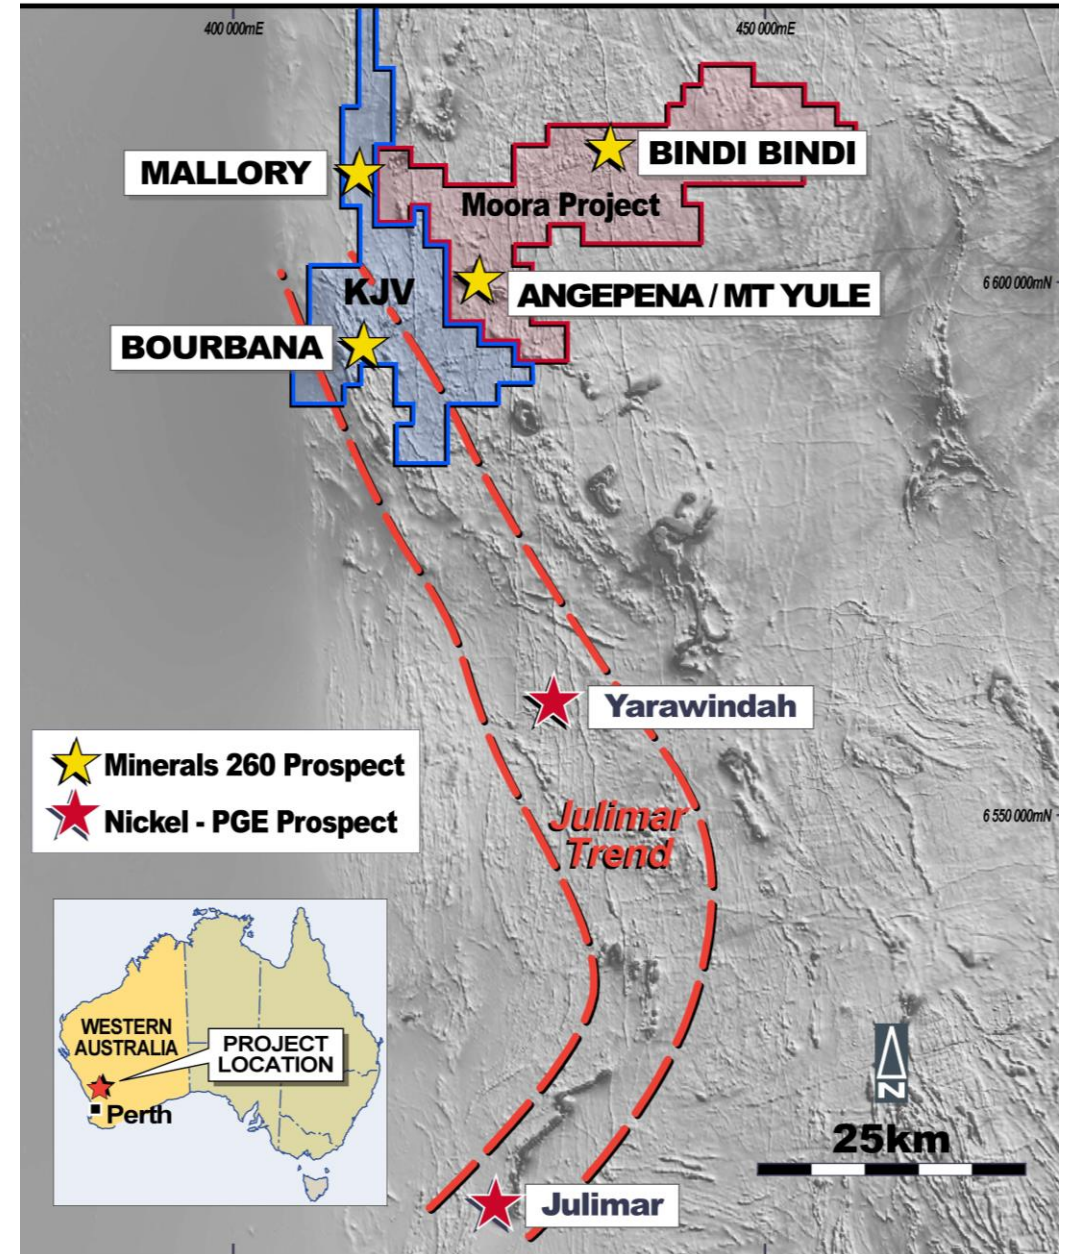 400 000mE
450 000mE
MALLORY
BINDI BINDI
Moora Project
6 600 000mN
KJV
ANGEPENA / MT YULE
BOURBANA
Yarawindah
Minerals 260 Prospect
Nickel - PGE Prospect
Julimar
Trend
6 550 000mN
WESTERN
AUSTRALIA
PROJECT
LOCATION
Perth
N
25km
Julimar